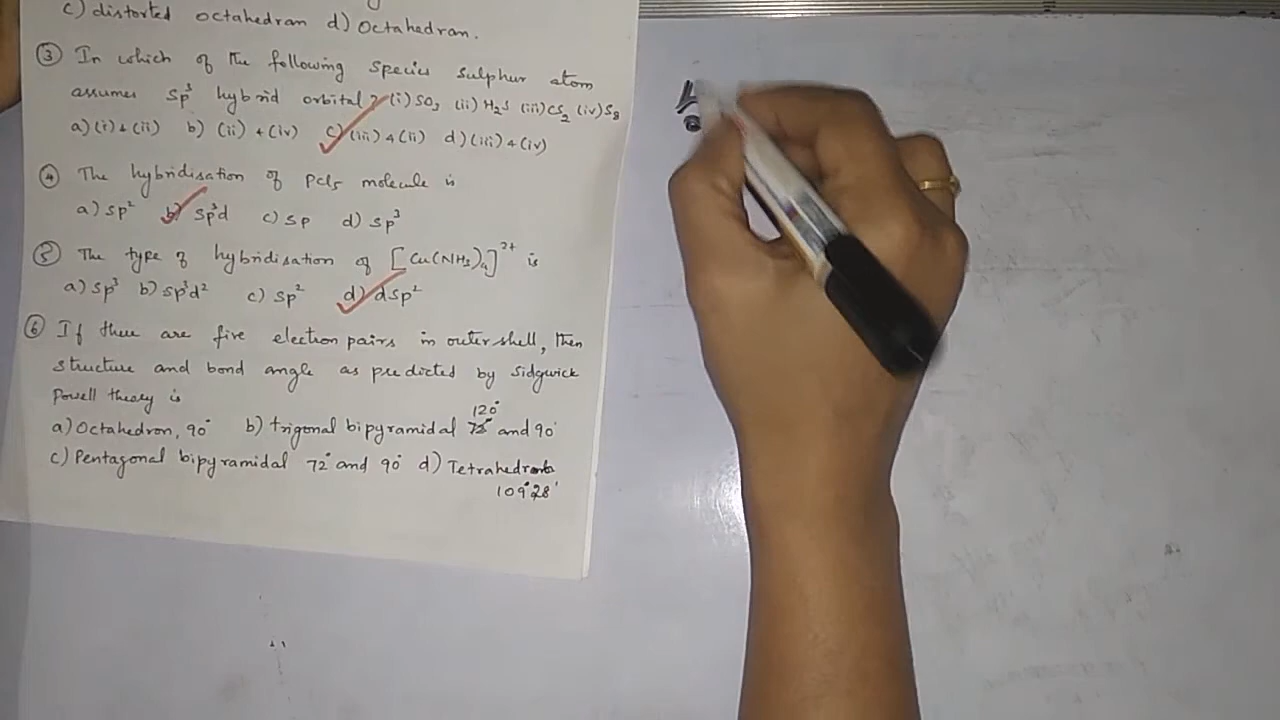 c) distorted octahedran d) Octahedran.
③ In which of the following species sulphur atom
assumes sp³ hybrid orbital ? (i) SO₃ (ii) H₂S (iii) CS₂ (iv) S₈
a) (i) & (ii) b) (ii) & (iv) c) (iii) & (ii) d) (iii) & (iv)
④ The hybridisation of PCl₅ molecule is
a) sp² b) sp³d c) sp d) sp³
⑤ The type of hybridisation of [Cu(NH₃)₄]²⁺ is
a) sp³ b) sp³d² c) sp² d) dsp²
⑥ If there are five electron pairs in outer shell, then
structure and bond angle as predicted by Sidgwick
Powell theory is
120°
a) Octahedron, 90° b) trigonal bipyramidal 72° and 90°
c) Pentagonal bipyramidal 72° and 90° d) Tetrahedron
109°28'